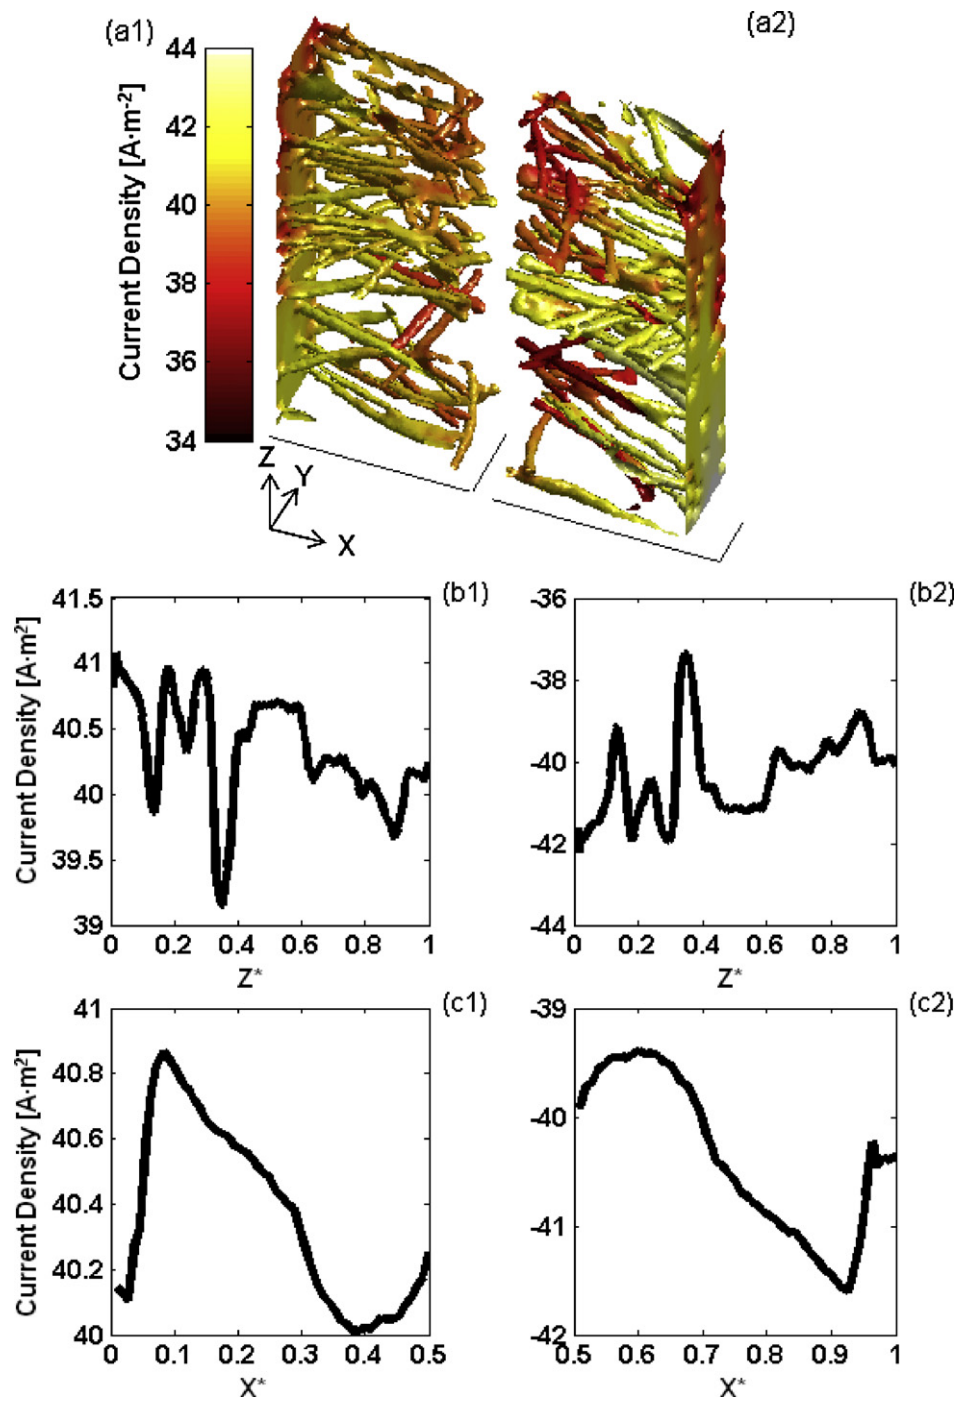 (a1)
(a2)
Current Density [A·m⁻²]
44
42
40
38
36
34
Z
Y
X
(b1)
Current Density [A·m²]
41.5
41
40.5
40
39.5
39
0 0.2 0.4 0.6 0.8 1
Z*
(b2)
-36
-38
-40
-42
-44
0 0.2 0.4 0.6 0.8 1
Z*
(c1)
Current Density [A·m²]
41
40.8
40.6
40.4
40.2
40
0 0.1 0.2 0.3 0.4 0.5
X*
(c2)
-39
-40
-41
-42
0.5 0.6 0.7 0.8 0.9 1
X*